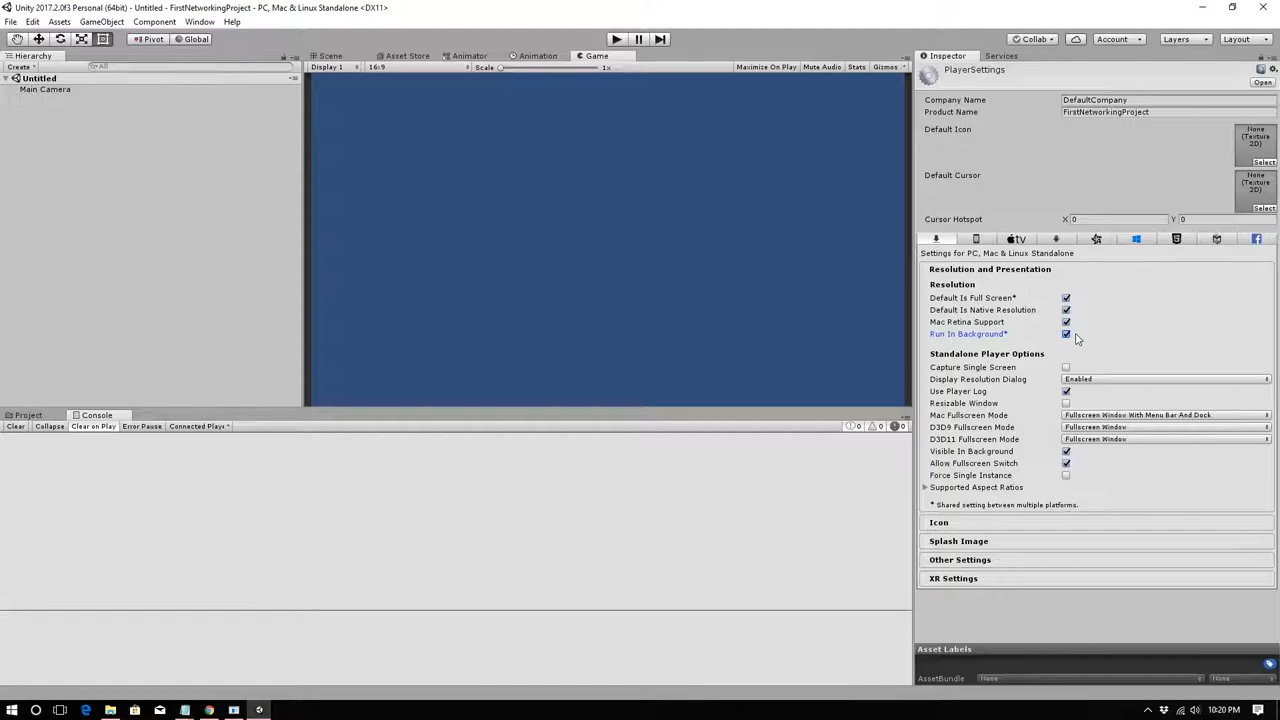 Unity 2017.2.0f3 Personal (64bit) - Untitled - FirstNetworkingProject - PC, Mac & Linux Standalone <DX11>
File Edit Assets GameObject Component Window Help
Pivot Global Collab Account Layers Layout
Hierarchy Scene Asset Store Animator Animation Game Inspector Services
Create All Display 1 16:9 Scale 1x Maximize On Play Mute Audio Stats Gizmos PlayerSettings
Open
Untitled
Main Camera
Company Name DefaultCompany
Product Name FirstNetworkingProject
Default Icon None (Texture 2D)
Select
Default Cursor None (Texture 2D)
Select
Cursor Hotspot X 0 Y 0
tv
Settings for PC, Mac & Linux Standalone
Resolution and Presentation
Resolution
Default Is Full Screen*
Default Is Native Resolution
Mac Retina Support
Run In Background*
Standalone Player Options
Capture Single Screen
Display Resolution Dialog Enabled
Use Player Log
Resizable Window
Mac Fullscreen Mode Fullscreen Window With Menu Bar And Dock
D3D9 Fullscreen Mode Fullscreen Window
D3D11 Fullscreen Mode Fullscreen Window
Visible In Background
Allow Fullscreen Switch
Force Single Instance
Supported Aspect Ratios
* Shared setting between multiple platforms.
Icon
Splash Image
Other Settings
XR Settings
Project Console
Clear Collapse Clear on Play Error Pause Connected Playe 0 0 0
Asset Labels
AssetBundle None None
10:20 PM